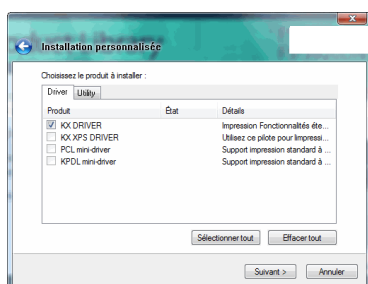 Installation personnalisée
Choisissez le produit à installer :
Driver Utility
Produit État Détails
KX DRIVER Impression Fonctionnalités éte...
KX XPS DRIVER Utilisez ce pilote pour limpressi...
PCL mini-driver Support impression standard à ...
KPDL mini-driver Support impression standard à ...
Sélectionner tout Effacer tout
Suivant > Annuler